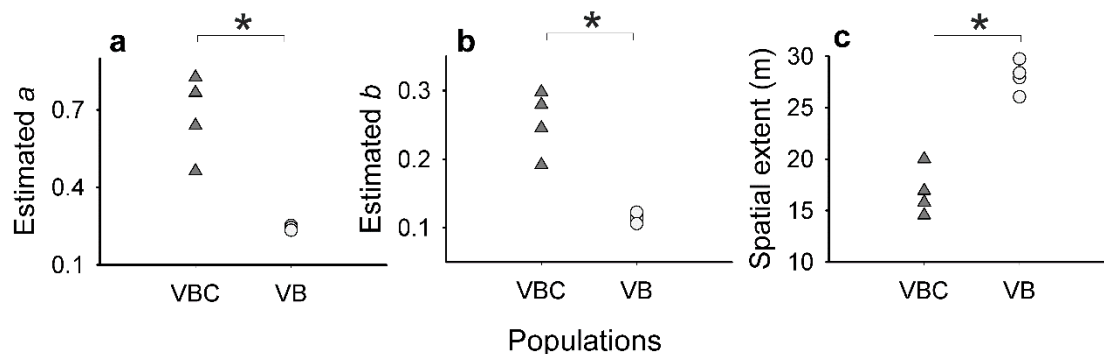 a
*
Estimated a
0.7
0.4
0.1
VBC VB
b
*
Estimated b
0.3
0.2
0.1
VBC VB
c
*
Spatial extent (m)
30
25
20
15
10
VBC VB
Populations